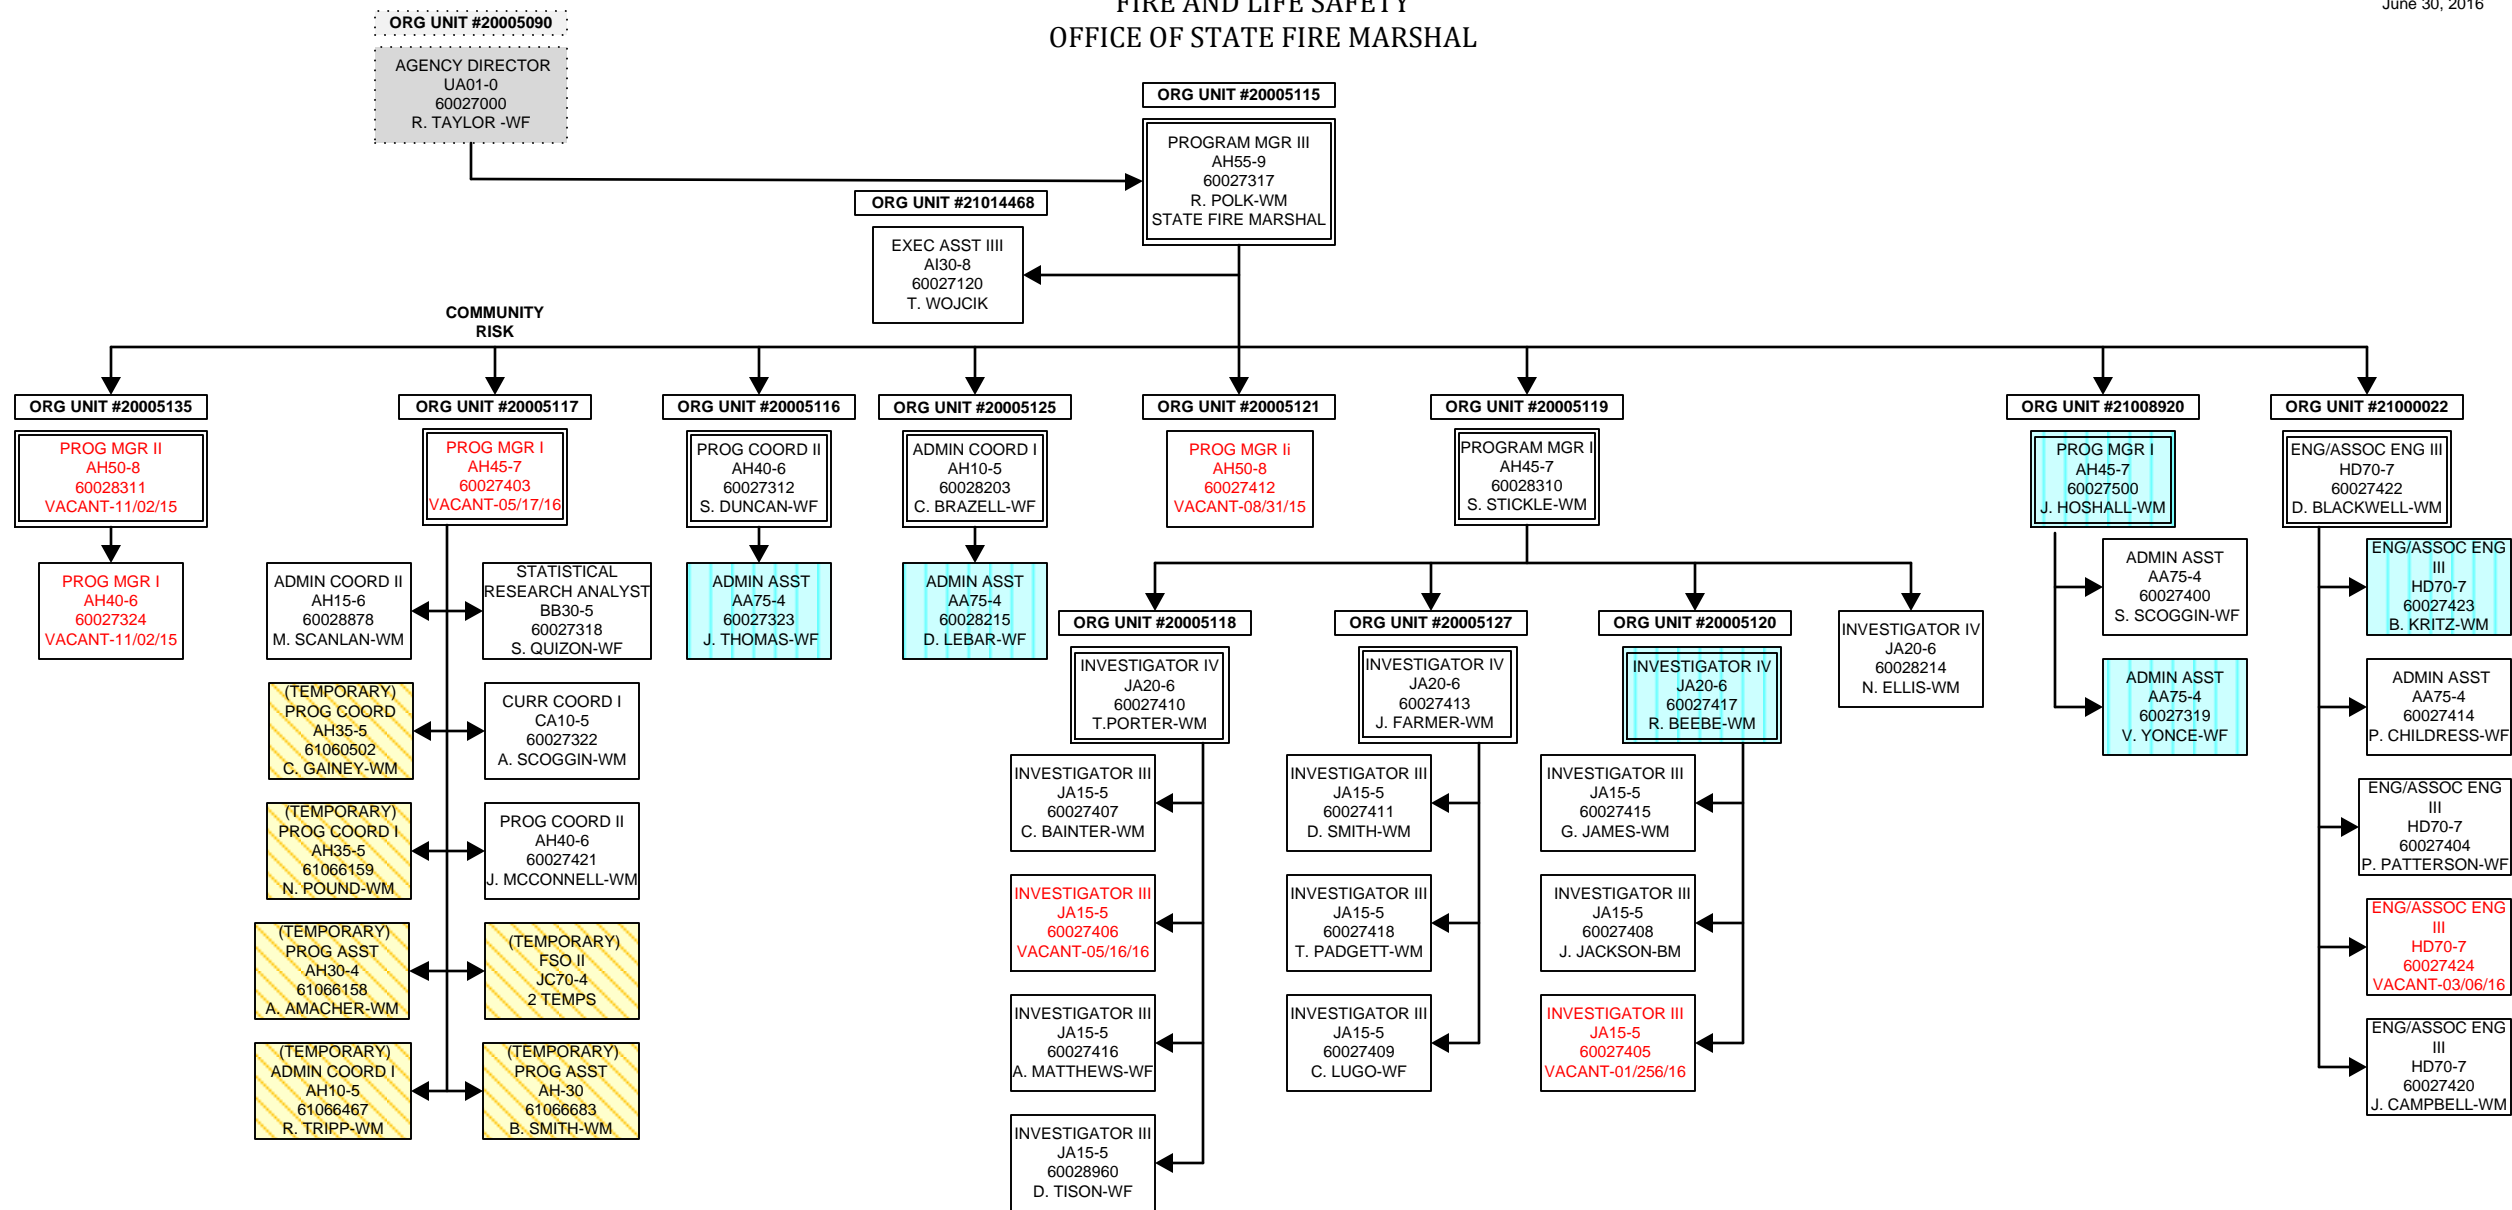 FIRE AND LIFE SAFETY
OFFICE OF STATE FIRE MARSHAL
June 30, 2016
ORG UNIT #20005090
AGENCY DIRECTOR
UA01-0
60027000
R. TAYLOR -WF
ORG UNIT #20005115
PROGRAM MGR III
AH55-9
60027317
R. POLK-WM
STATE FIRE MARSHAL
ORG UNIT #21014468
EXEC ASST IIII
AI30-8
60027120
T. WOJCIK
COMMUNITY
RISK
ORG UNIT #20005135
PROG MGR II
AH50-8
60028311
VACANT-11/02/15
PROG MGR I
AH40-6
60027324
VACANT-11/02/15
ORG UNIT #20005117
PROG MGR I
AH45-7
60027403
VACANT-05/17/16
ADMIN COORD II
AH15-6
60028878
M. SCANLAN-WM
STATISTICAL
RESEARCH ANALYST
BB30-5
60027318
S. QUIZON-WF
(TEMPORARY)
PROG COORD
AH35-5
61060502
C. GAINEY-WM
CURR COORD I
CA10-5
60027322
A. SCOGGIN-WM
(TEMPORARY)
PROG COORD I
AH35-5
61066159
N. POUND-WM
PROG COORD II
AH40-6
60027421
J. MCCONNELL-WM
(TEMPORARY)
PROG ASST
AH30-4
61066158
A. AMACHER-WM
(TEMPORARY)
FSO II
JC70-4
2 TEMPS
(TEMPORARY)
ADMIN COORD I
AH10-5
61066467
R. TRIPP-WM
(TEMPORARY)
PROG ASST
AH-30
61066683
B. SMITH-WM
ORG UNIT #20005116
PROG COORD II
AH40-6
60027312
S. DUNCAN-WF
ADMIN ASST
AA75-4
60027323
J. THOMAS-WF
ORG UNIT #20005125
ADMIN COORD I
AH10-5
60028203
C. BRAZELL-WF
ADMIN ASST
AA75-4
60028215
D. LEBAR-WF
ORG UNIT #20005121
PROG MGR Ii
AH50-8
60027412
VACANT-08/31/15
ORG UNIT #20005119
PROGRAM MGR I
AH45-7
60028310
S. STICKLE-WM
ORG UNIT #20005118
INVESTIGATOR IV
JA20-6
60027410
T.PORTER-WM
INVESTIGATOR III
JA15-5
60027407
C. BAINTER-WM
INVESTIGATOR III
JA15-5
60027406
VACANT-05/16/16
INVESTIGATOR III
JA15-5
60027416
A. MATTHEWS-WF
INVESTIGATOR III
JA15-5
60028960
D. TISON-WF
ORG UNIT #20005127
INVESTIGATOR IV
JA20-6
60027413
J. FARMER-WM
INVESTIGATOR III
JA15-5
60027411
D. SMITH-WM
INVESTIGATOR III
JA15-5
60027418
T. PADGETT-WM
INVESTIGATOR III
JA15-5
60027409
C. LUGO-WF
ORG UNIT #20005120
INVESTIGATOR IV
JA20-6
60027417
R. BEEBE-WM
INVESTIGATOR III
JA15-5
60027415
G. JAMES-WM
INVESTIGATOR III
JA15-5
60027408
J. JACKSON-BM
INVESTIGATOR III
JA15-5
60027405
VACANT-01/256/16
INVESTIGATOR IV
JA20-6
60028214
N. ELLIS-WM
ORG UNIT #21008920
PROG MGR I
AH45-7
60027500
J. HOSHALL-WM
ADMIN ASST
AA75-4
60027400
S. SCOGGIN-WF
ADMIN ASST
AA75-4
60027319
V. YONCE-WF
ORG UNIT #21000022
ENG/ASSOC ENG III
HD70-7
60027422
D. BLACKWELL-WM
ENG/ASSOC ENG
III
HD70-7
60027423
B. KRITZ-WM
ADMIN ASST
AA75-4
60027414
P. CHILDRESS-WF
ENG/ASSOC ENG
III
HD70-7
60027404
P. PATTERSON-WF
ENG/ASSOC ENG
III
HD70-7
60027424
VACANT-03/06/16
ENG/ASSOC ENG
III
HD70-7
60027420
J. CAMPBELL-WM